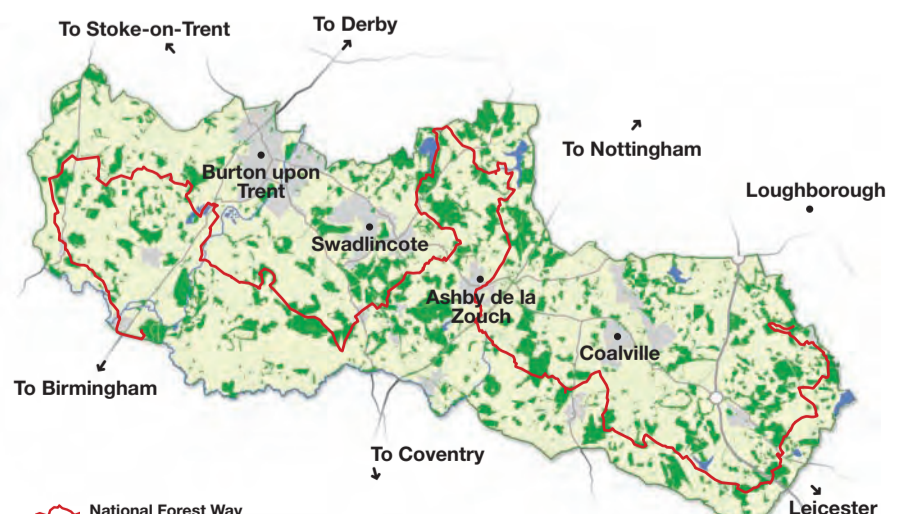 To Stoke-on-Trent
To Derby
To Nottingham
Burton upon
Trent
Loughborough
Swadlincote
Ashby de la
Zouch
Coalville
To Birmingham
To Coventry
National Forest Way
Leicester